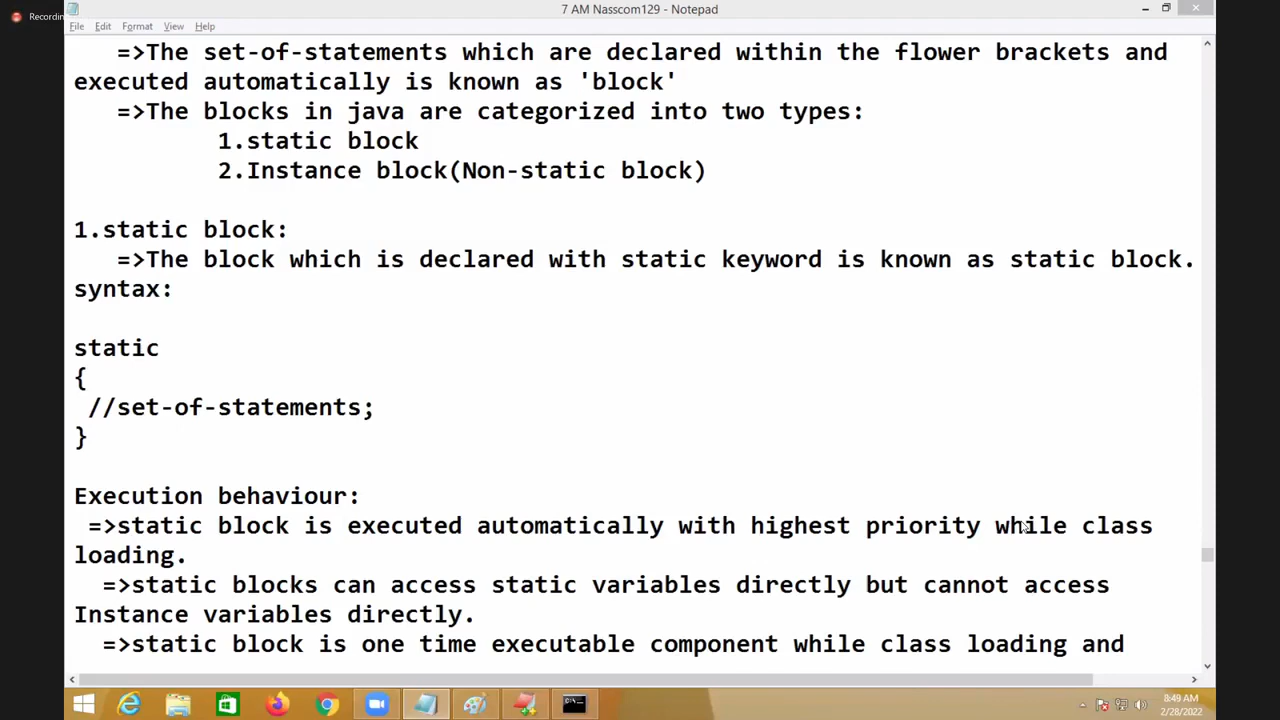 Recordin
7 AM Nasscom129 - Notepad
File Edit Format View Help
=>The set-of-statements which are declared within the flower brackets and
executed automatically is known as 'block'
=>The blocks in java are categorized into two types:
1.static block
2.Instance block(Non-static block)
1.static block:
=>The block which is declared with static keyword is known as static block.
syntax:
static
{
//set-of-statements;
}
Execution behaviour:
=>static block is executed automatically with highest priority while class
loading.
=>static blocks can access static variables directly but cannot access
Instance variables directly.
=>static block is one time executable component while class loading and
8:49 AM
2/28/2022